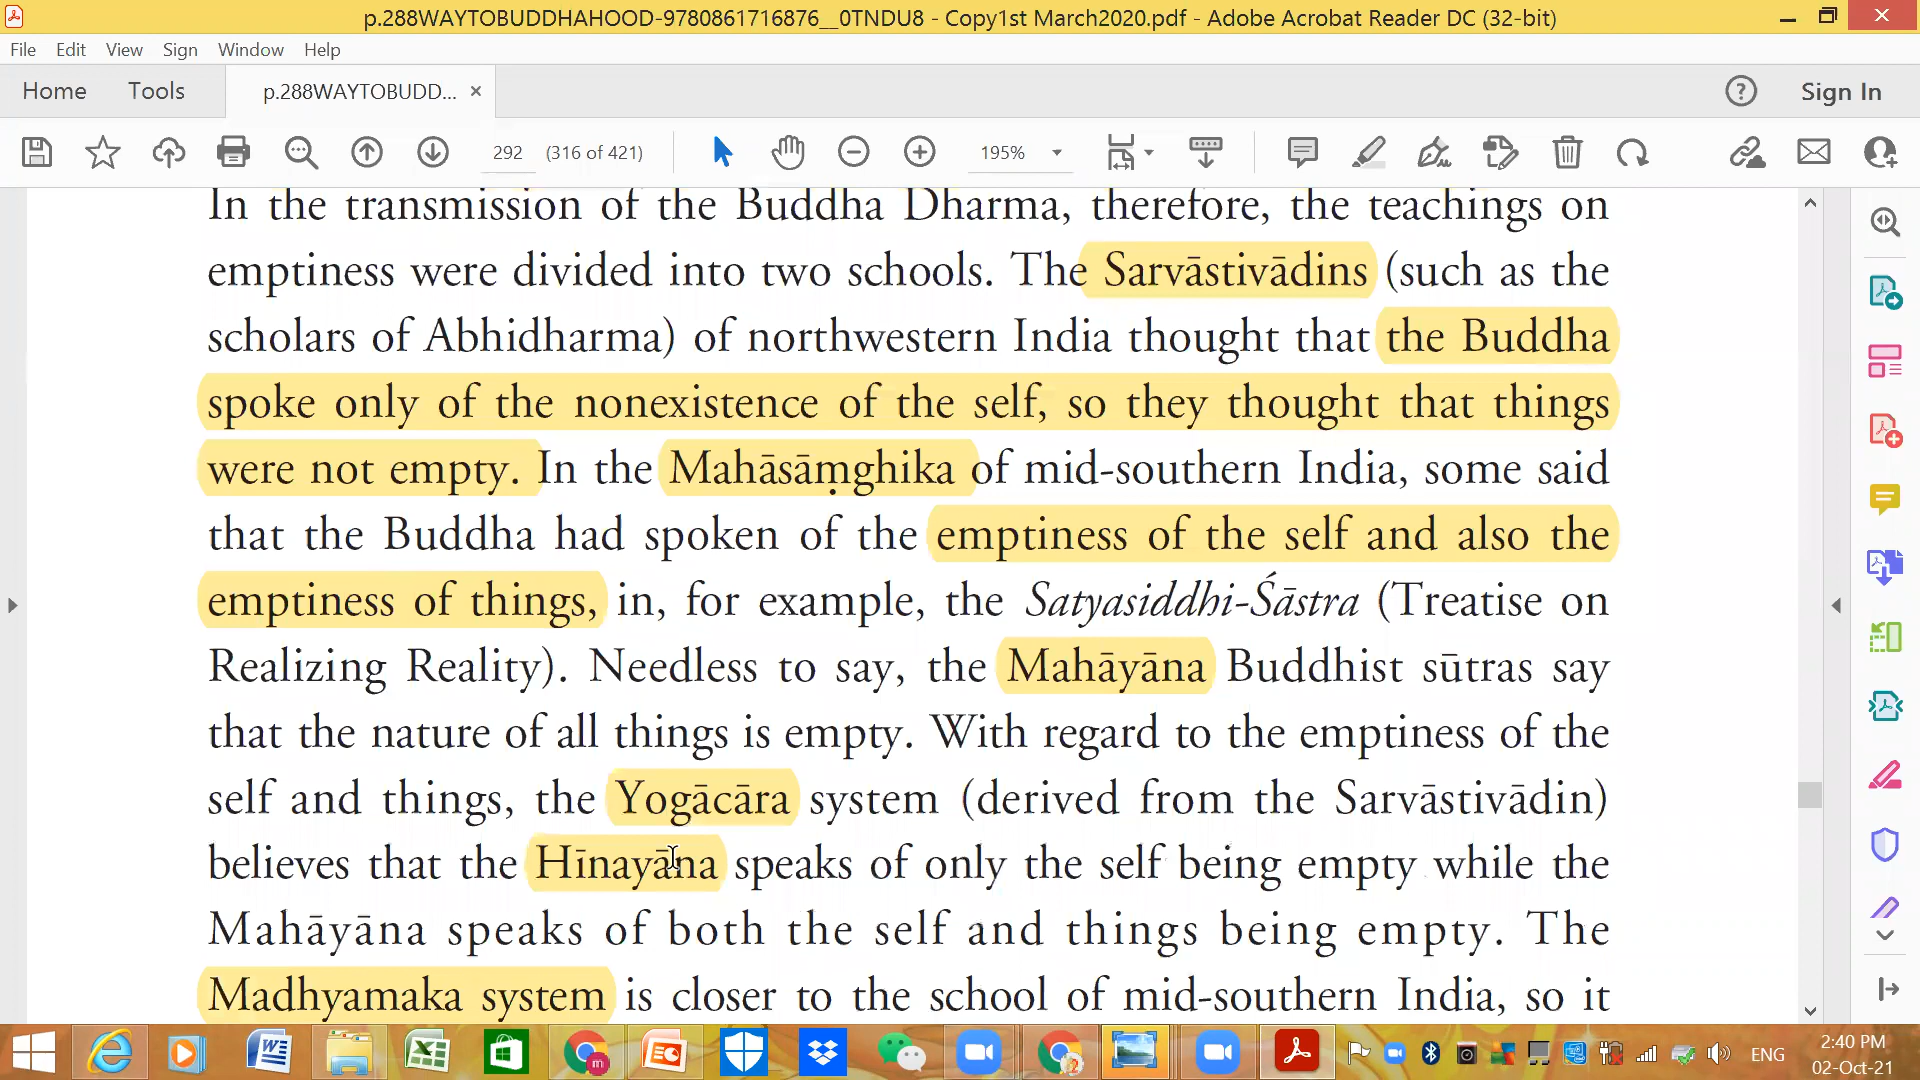 p.288WAYTOBUDDHAHOOD-9780861716876__0TNDU8 - Copy1st March2020.pdf - Adobe Acrobat Reader DC (32-bit)
File Edit View Sign Window Help
Home Tools p.288WAYTOBUDD... × Sign In
292 (316 of 421) 195%
In the transmission of the Buddha Dharma, therefore, the teachings on
emptiness were divided into two schools. The Sarvāstivādins (such as the
scholars of Abhidharma) of northwestern India thought that the Buddha
spoke only of the nonexistence of the self, so they thought that things
were not empty. In the Mahāsāṃghika of mid-southern India, some said
that the Buddha had spoken of the emptiness of the self and also the
emptiness of things, in, for example, the Satyasiddhi-Śāstra (Treatise on
Realizing Reality). Needless to say, the Mahāyāna Buddhist sūtras say
that the nature of all things is empty. With regard to the emptiness of the
self and things, the Yogācāra system (derived from the Sarvāstivādin)
believes that the Hīnayāna speaks of only the self being empty while the
Mahāyāna speaks of both the self and things being empty. The
Madhyamaka system is closer to the school of mid-southern India, so it
ENG
2:40 PM
02-Oct-21